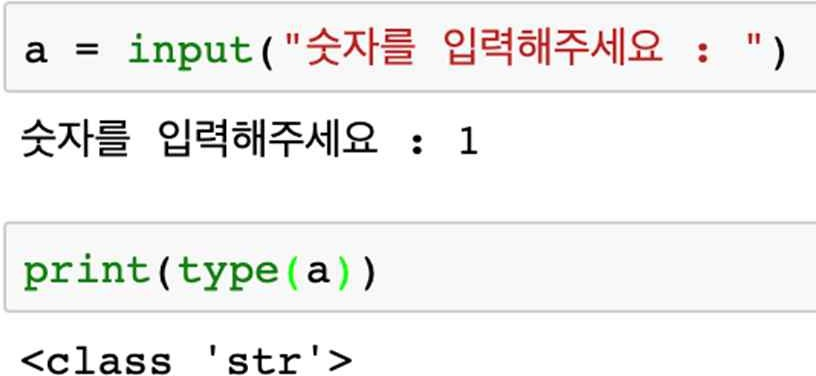 a = input("숫자를 입력해주세요 : ")
숫자를 입력해주세요 : 1
print(type(a))
<class 'str'>